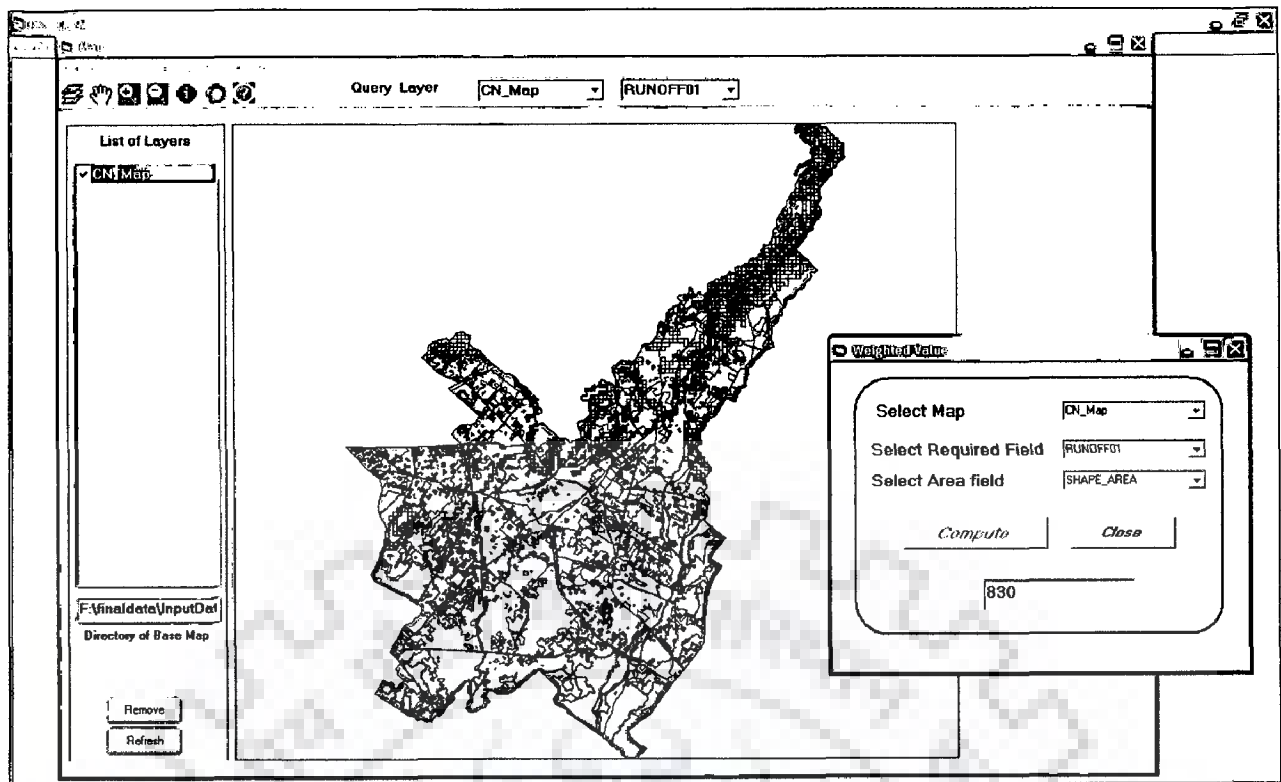 Map
Query Layer CN_Map RUNOFF01
List of Layers
CN_Map
F:\finaldata\InputDat
Directory of Base Map
Remove
Refresh
Weighted Value
Select Map CN_Map
Select Required Field RUNOFF01
Select Area field SHAPE_AREA
Compute Close
830